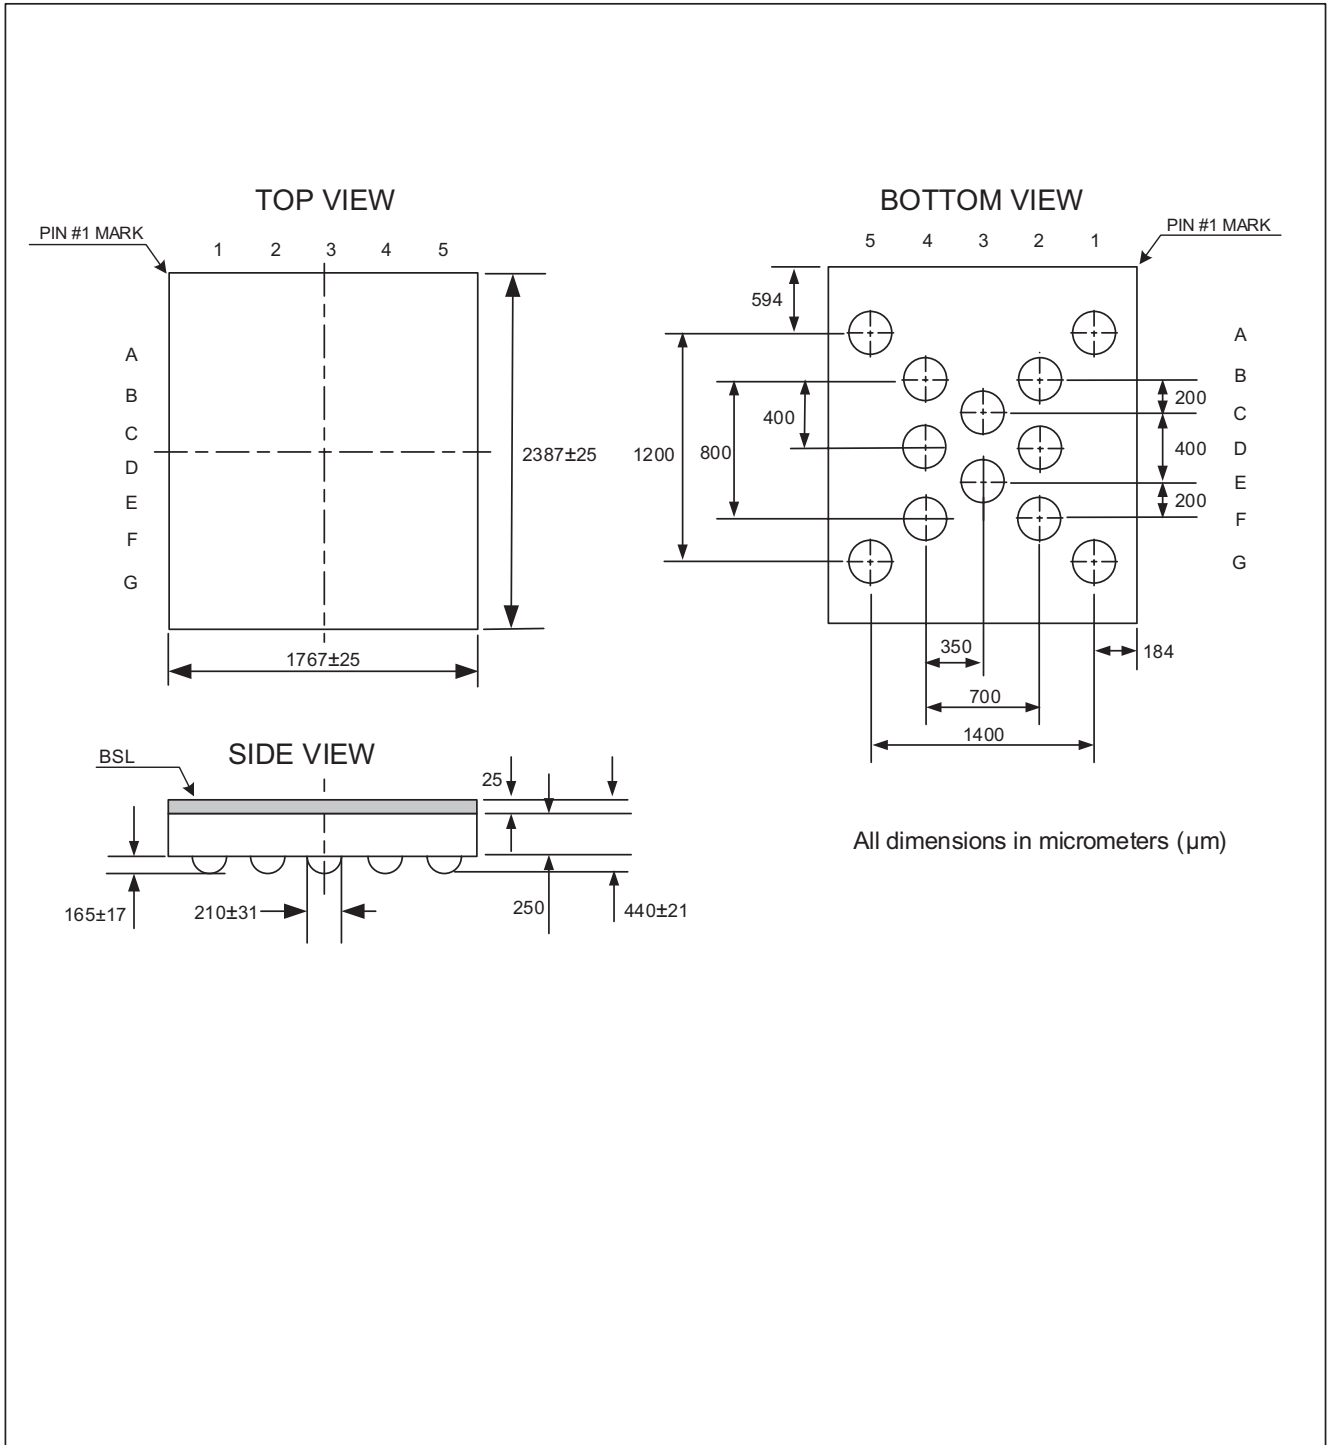 TOP VIEW
PIN #1 MARK
1 2 3 4 5
A
B
C
D
E
F
G
2387±25
1767±25
BOTTOM VIEW
PIN #1 MARK
5 4 3 2 1
594
1200
800
400
A
B
C
D
E
F
G
200
400
200
350
184
700
1400
SIDE VIEW
BSL
25
165±17
210±31
250
440±21
All dimensions in micrometers (µm)